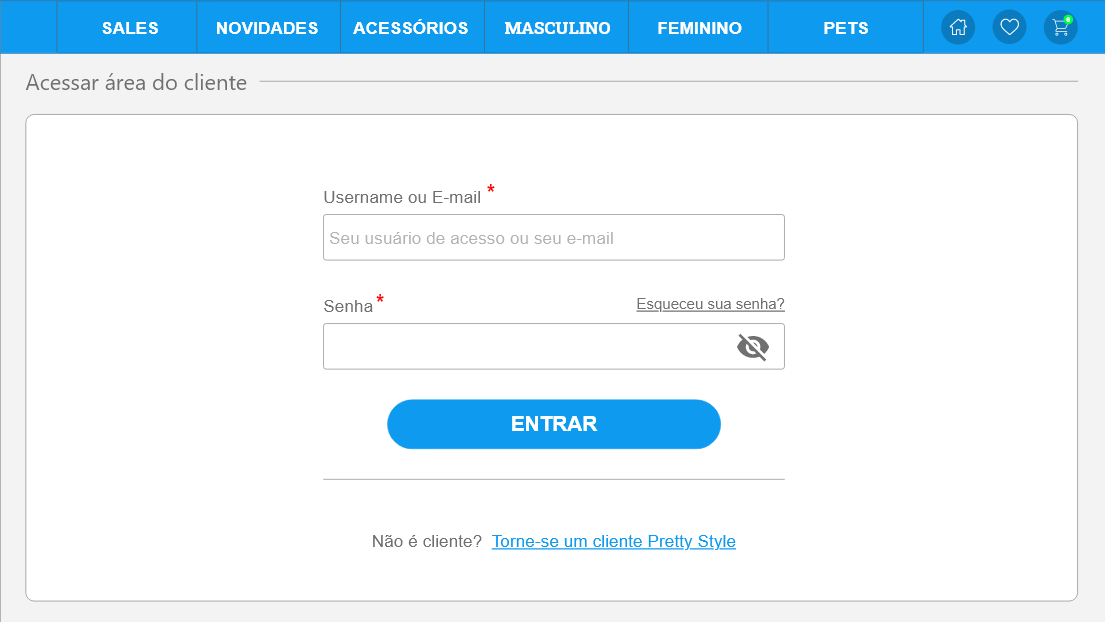 SALES NOVIDADES ACESSÓRIOS MASCULINO FEMININO PETS 6
Acessar área do cliente
Username ou E-mail *
Seu usuário de acesso ou seu e-mail
Senha * Esqueceu sua senha?
ENTRAR
Não é cliente? Torne-se um cliente Pretty Style